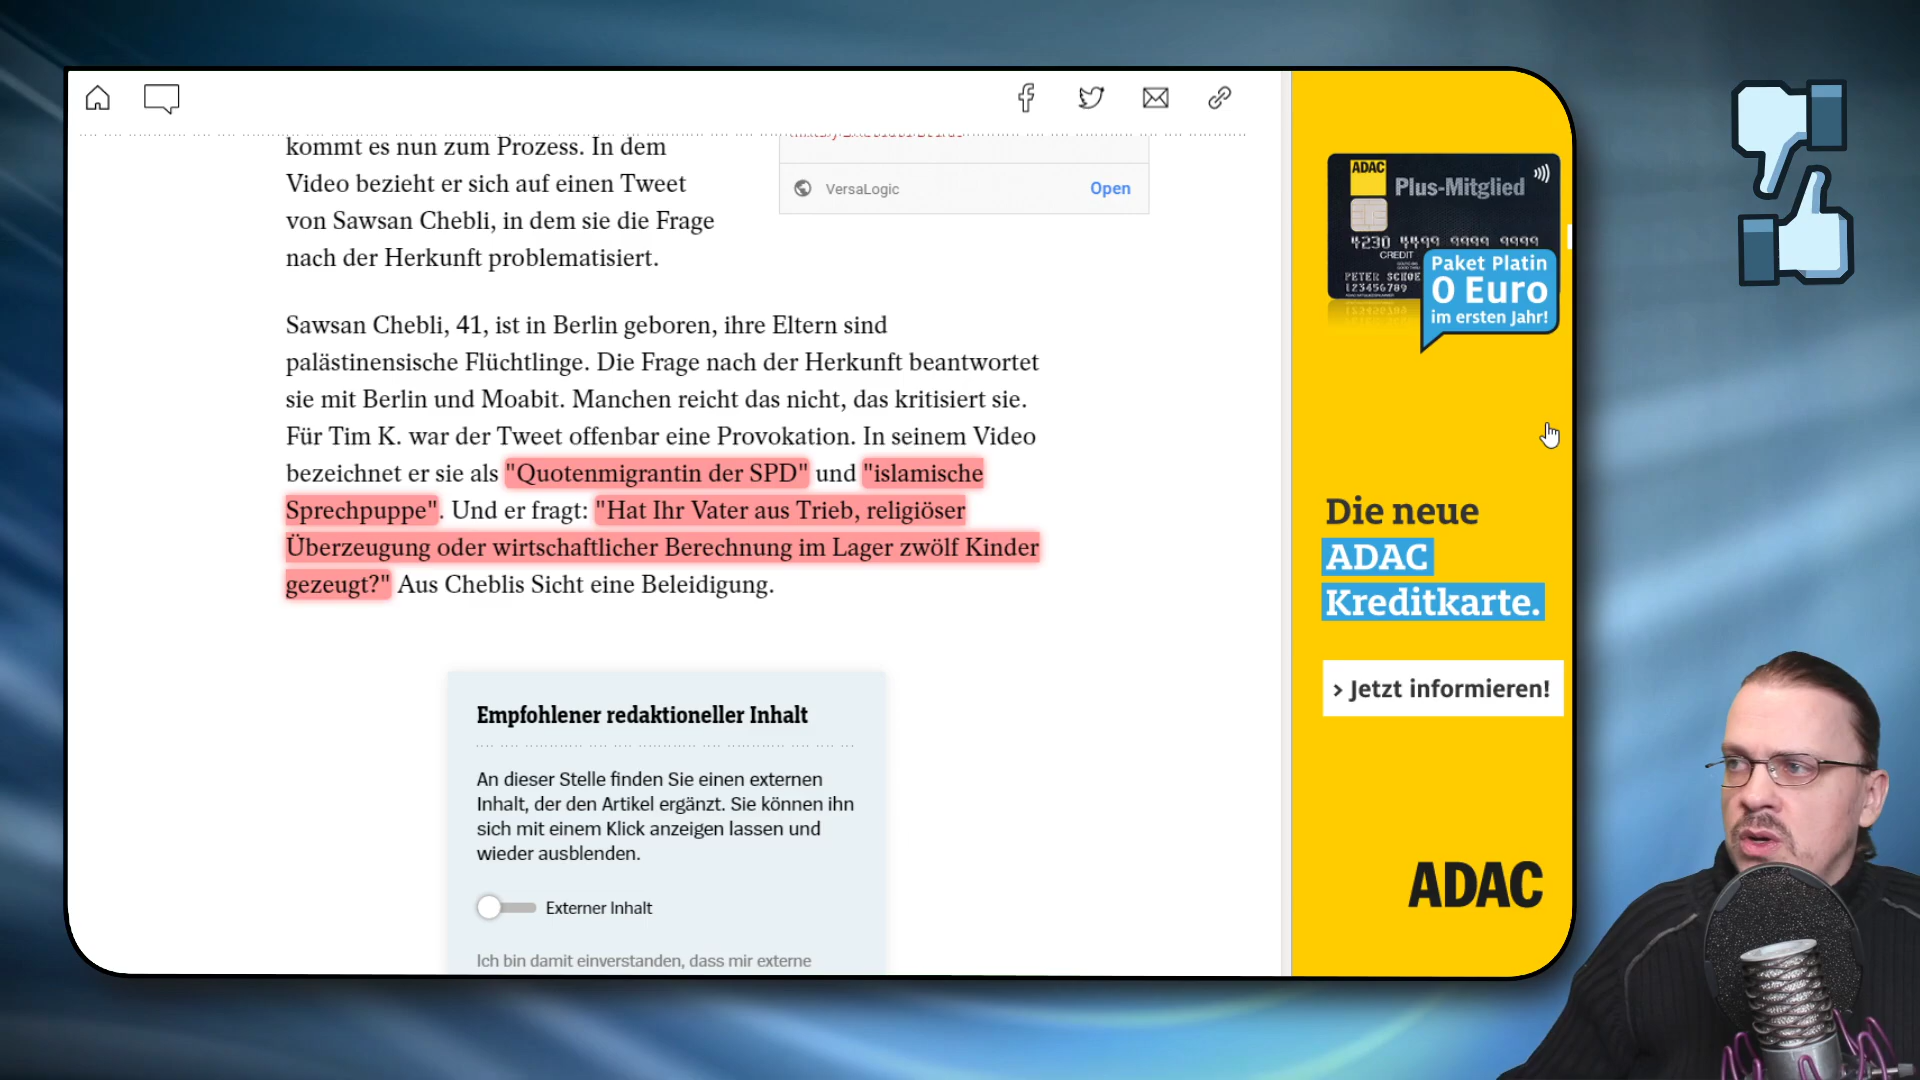 kommt es nun zum Prozess. In dem
Video bezieht er sich auf einen Tweet
von Sawsan Chebli, in dem sie die Frage
nach der Herkunft problematisiert.
VersaLogic
Open
Sawsan Chebli, 41, ist in Berlin geboren, ihre Eltern sind
palästinensische Flüchtlinge. Die Frage nach der Herkunft beantwortet
sie mit Berlin und Moabit. Manchen reicht das nicht, das kritisiert sie.
Für Tim K. war der Tweet offenbar eine Provokation. In seinem Video
bezeichnet er sie als "Quotenmigrantin der SPD" und "islamische
Sprechpuppe". Und er fragt: "Hat Ihr Vater aus Trieb, religiöser
Überzeugung oder wirtschaftlicher Berechnung im Lager zwölf Kinder
gezeugt?" Aus Cheblis Sicht eine Beleidigung.
Empfohlener redaktioneller Inhalt
An dieser Stelle finden Sie einen externen
Inhalt, der den Artikel ergänzt. Sie können ihn
sich mit einem Klick anzeigen lassen und
wieder ausblenden.
Externer Inhalt
Ich bin damit einverstanden, dass mir externe
ADAC
Plus-Mitglied
4230 4499 9999 9999
CREDIT
PETER SCHOE
123456789
Paket Platin
0 Euro
im ersten Jahr!
Die neue
ADAC
Kreditkarte.
› Jetzt informieren!
ADAC